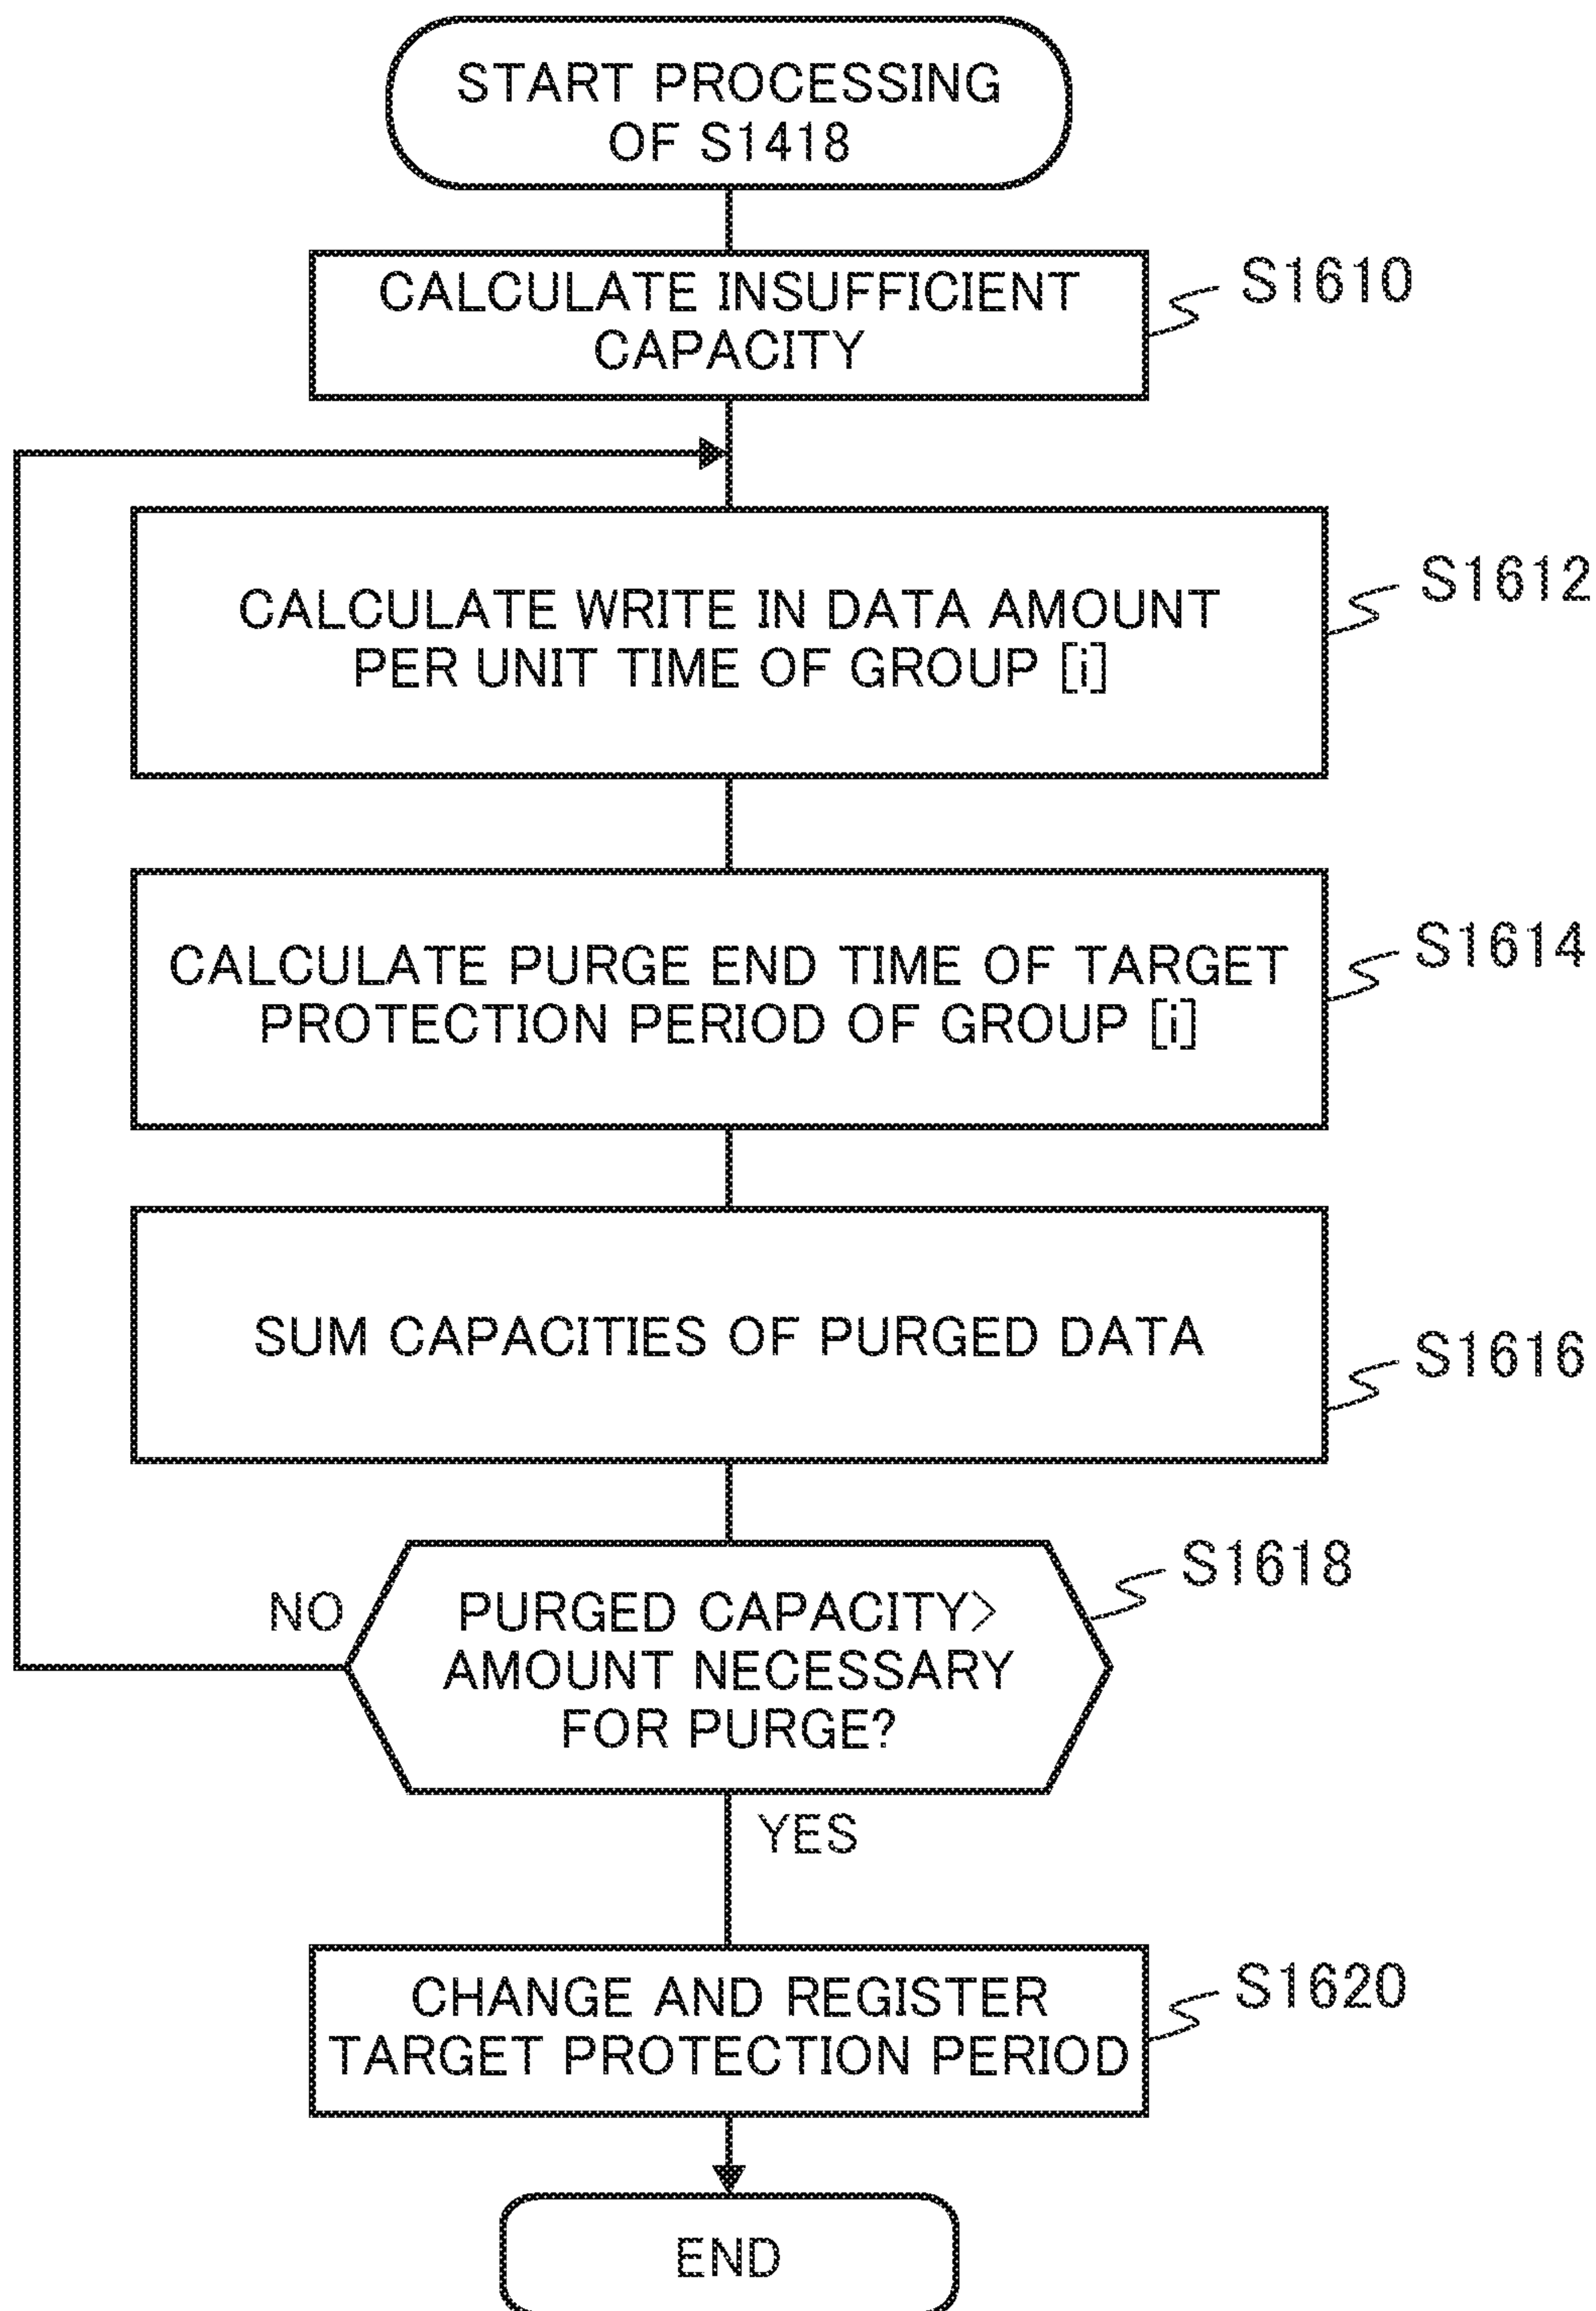 START PROCESSING
OF S1418
CALCULATE INSUFFICIENT
CAPACITY
S1610
CALCULATE WRITE IN DATA AMOUNT
PER UNIT TIME OF GROUP [i]
S1612
CALCULATE PURGE END TIME OF TARGET
PROTECTION PERIOD OF GROUP [i]
S1614
SUM CAPACITIES OF PURGED DATA
S1616
PURGED CAPACITY>
AMOUNT NECESSARY
FOR PURGE?
S1618
NO
YES
CHANGE AND REGISTER
TARGET PROTECTION PERIOD
S1620
END